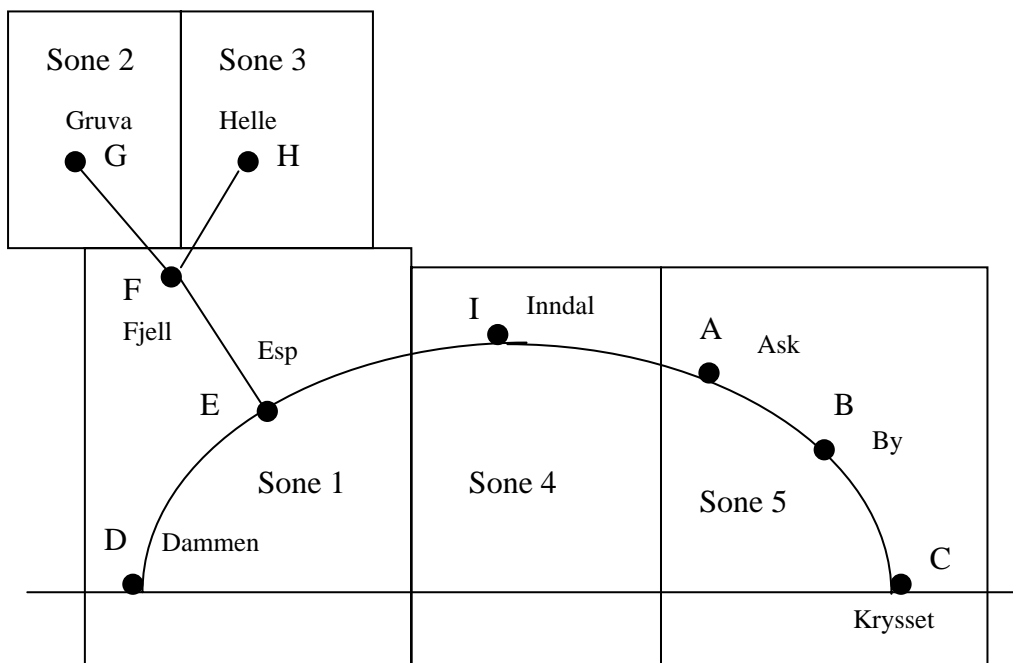 Sone 2
Sone 3
Gruva
Helle
G
H
F
Fjell
Esp
E
I
Inndal
A
Ask
B
By
Sone 1
Sone 4
Sone 5
D
Dammen
C
Krysset